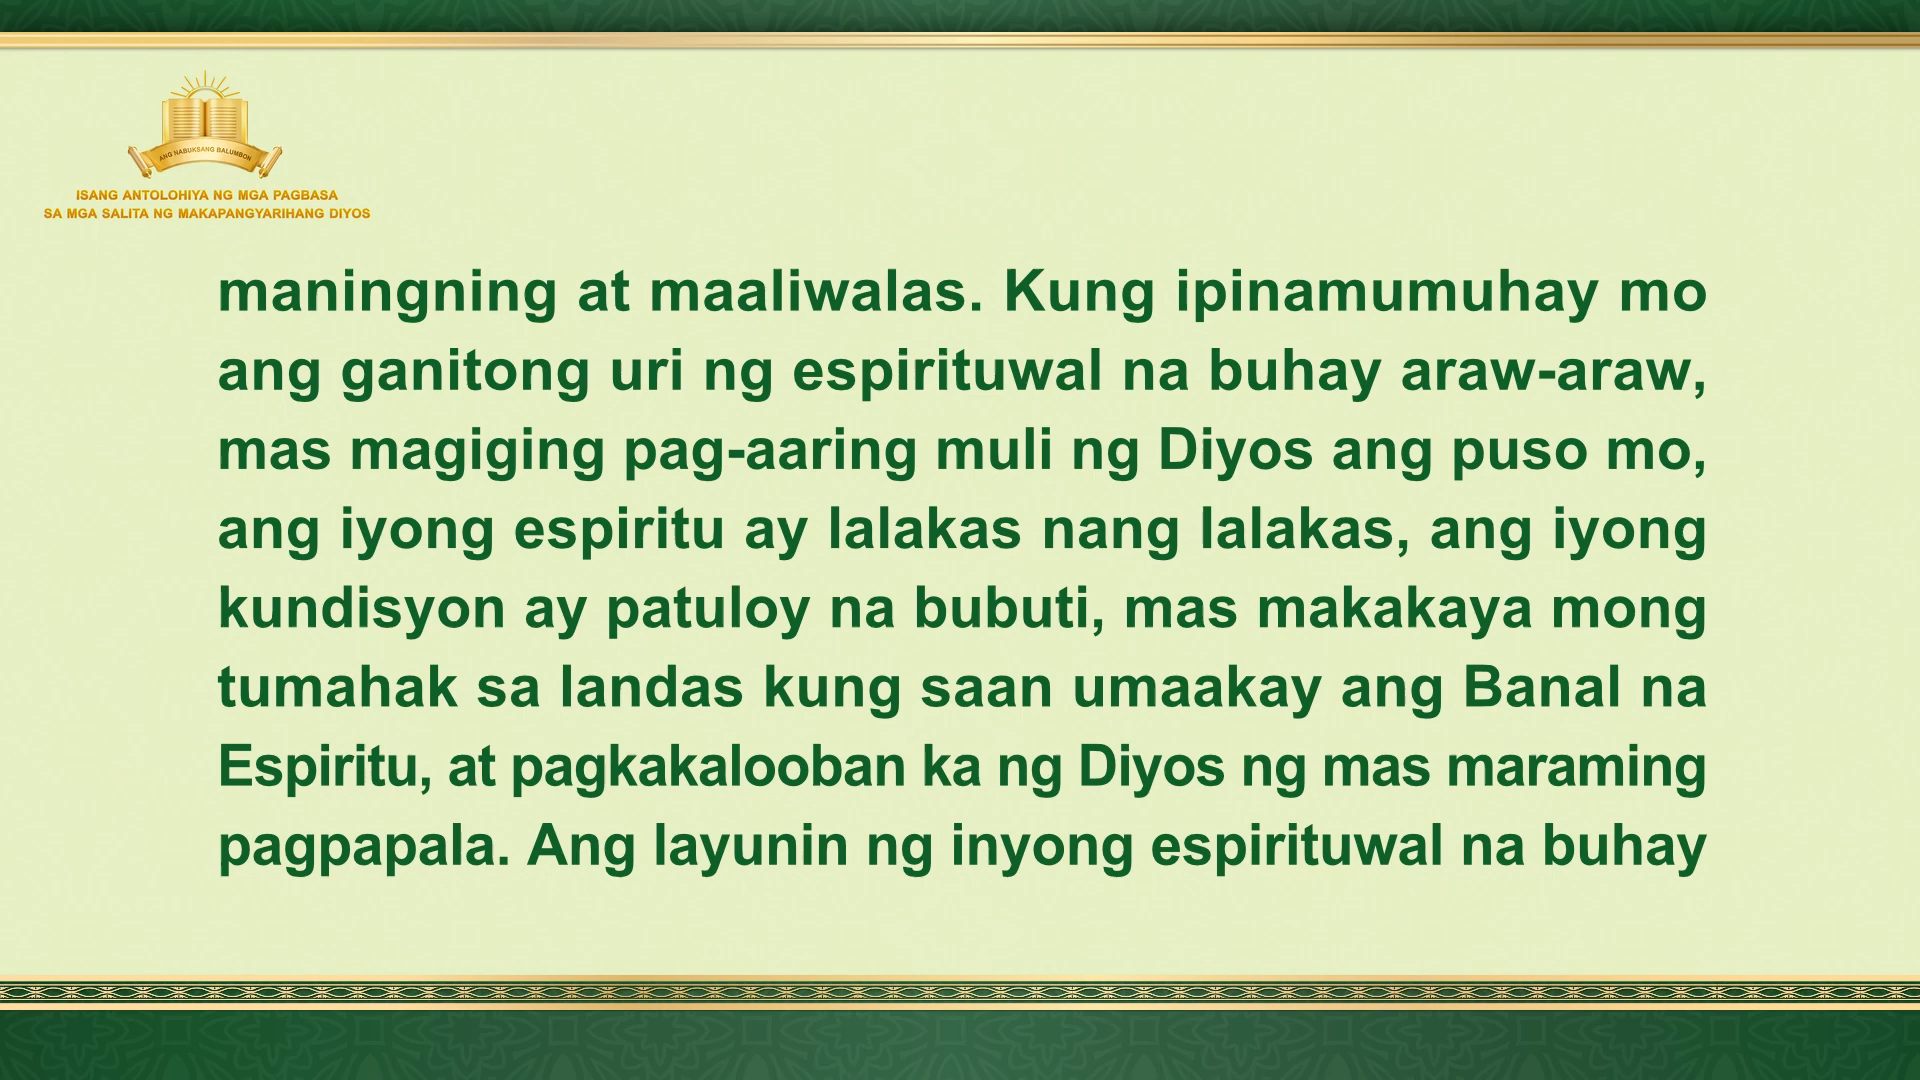 ANG NABUKSANG BALUMBON
ISANG ANTOLOHIYA NG MGA PAGBASA
SA MGA SALITA NG MAKAPANGYARIHANG DIYOS
maningning at maaliwalas. Kung ipinamumuhay mo
ang ganitong uri ng espirituwal na buhay araw-araw,
mas magiging pag-aaring muli ng Diyos ang puso mo,
ang iyong espiritu ay lalakas nang lalakas, ang iyong
kundisyon ay patuloy na bubuti, mas makakaya mong
tumahak sa landas kung saan umaakay ang Banal na
Espiritu, at pagkakalooban ka ng Diyos ng mas maraming
pagpapala. Ang layunin ng inyong espirituwal na buhay